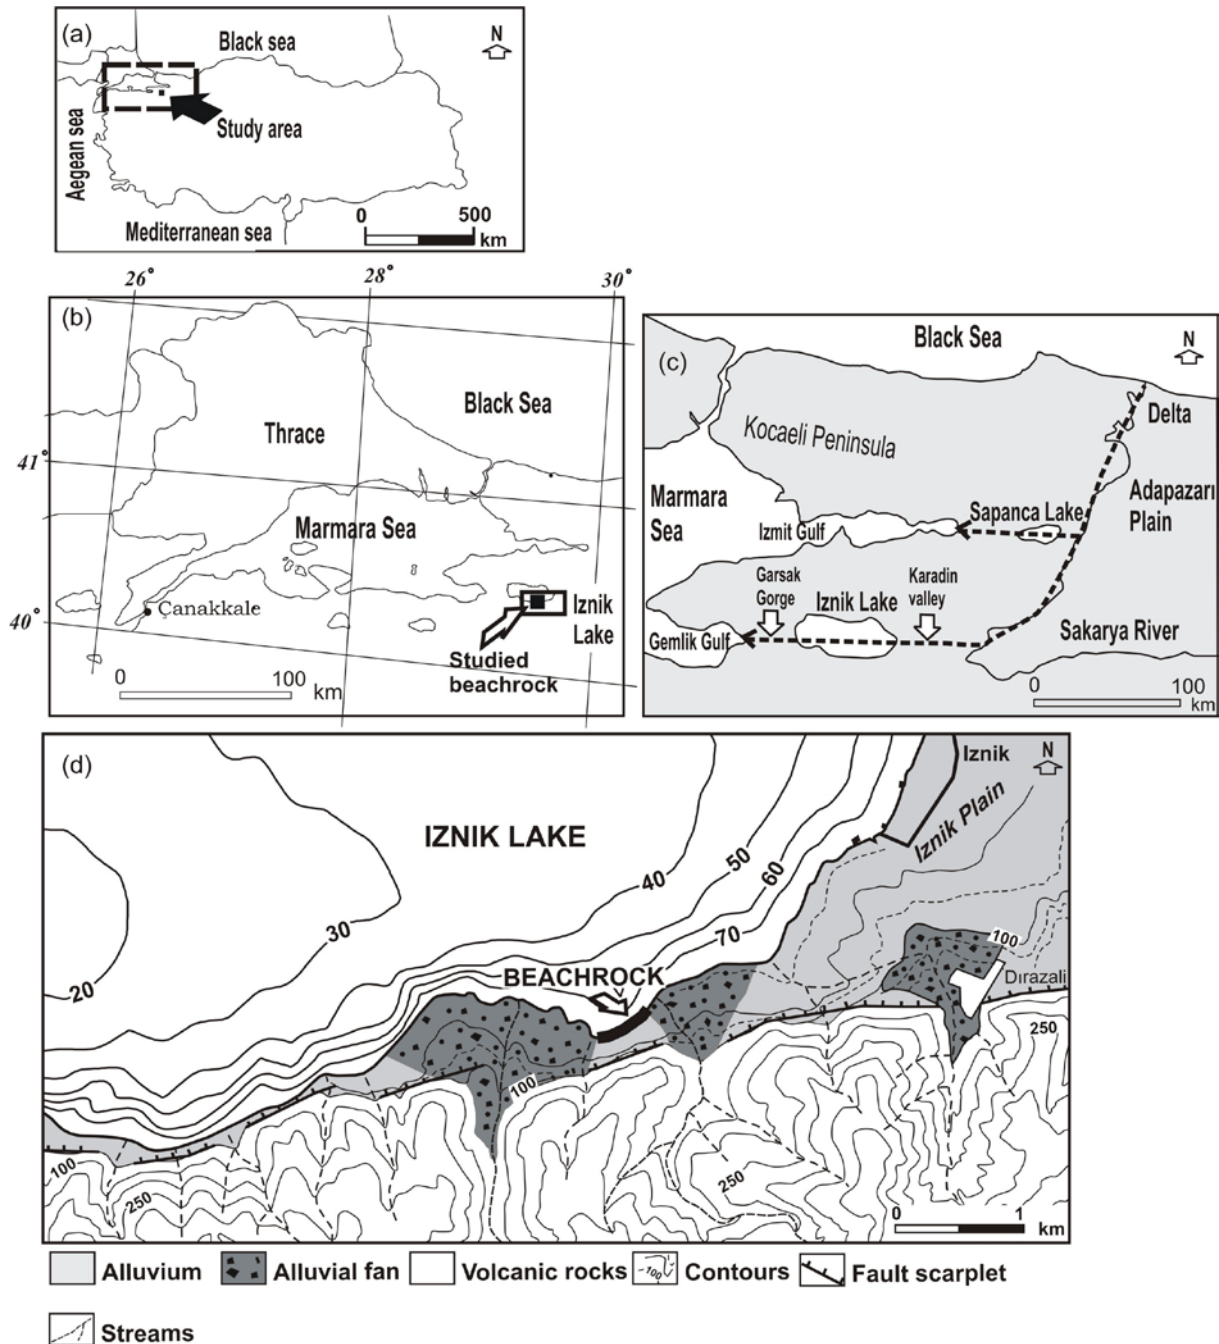 (a)
Black sea
N
Aegean sea
Study area
Mediterranean sea
0 500
km
26° 28° 30°
(b)
Black Sea
Thrace
41°
Marmara Sea
40°
Çanakkale
Iznik
Lake
Studied
beachrock
0 100
km
(c)
Black Sea
N
Kocaeli Peninsula
Delta
Marmara
Sea
Adapazarı
Plain
Izmit Gulf
Sapanca Lake
Garsak
Gorge
Iznik Lake
Karadin
valley
Gemlik Gulf
Sakarya River
0 100
km
(d)
N
Iznik
Iznik Plain
IZNIK LAKE
50
40
60
30
70
20
BEACHROCK
100
Dırazali
250
100
100
250
250
0 1
km
Alluvium
Alluvial fan
Volcanic rocks
-100
Contours
Fault scarplet
Streams